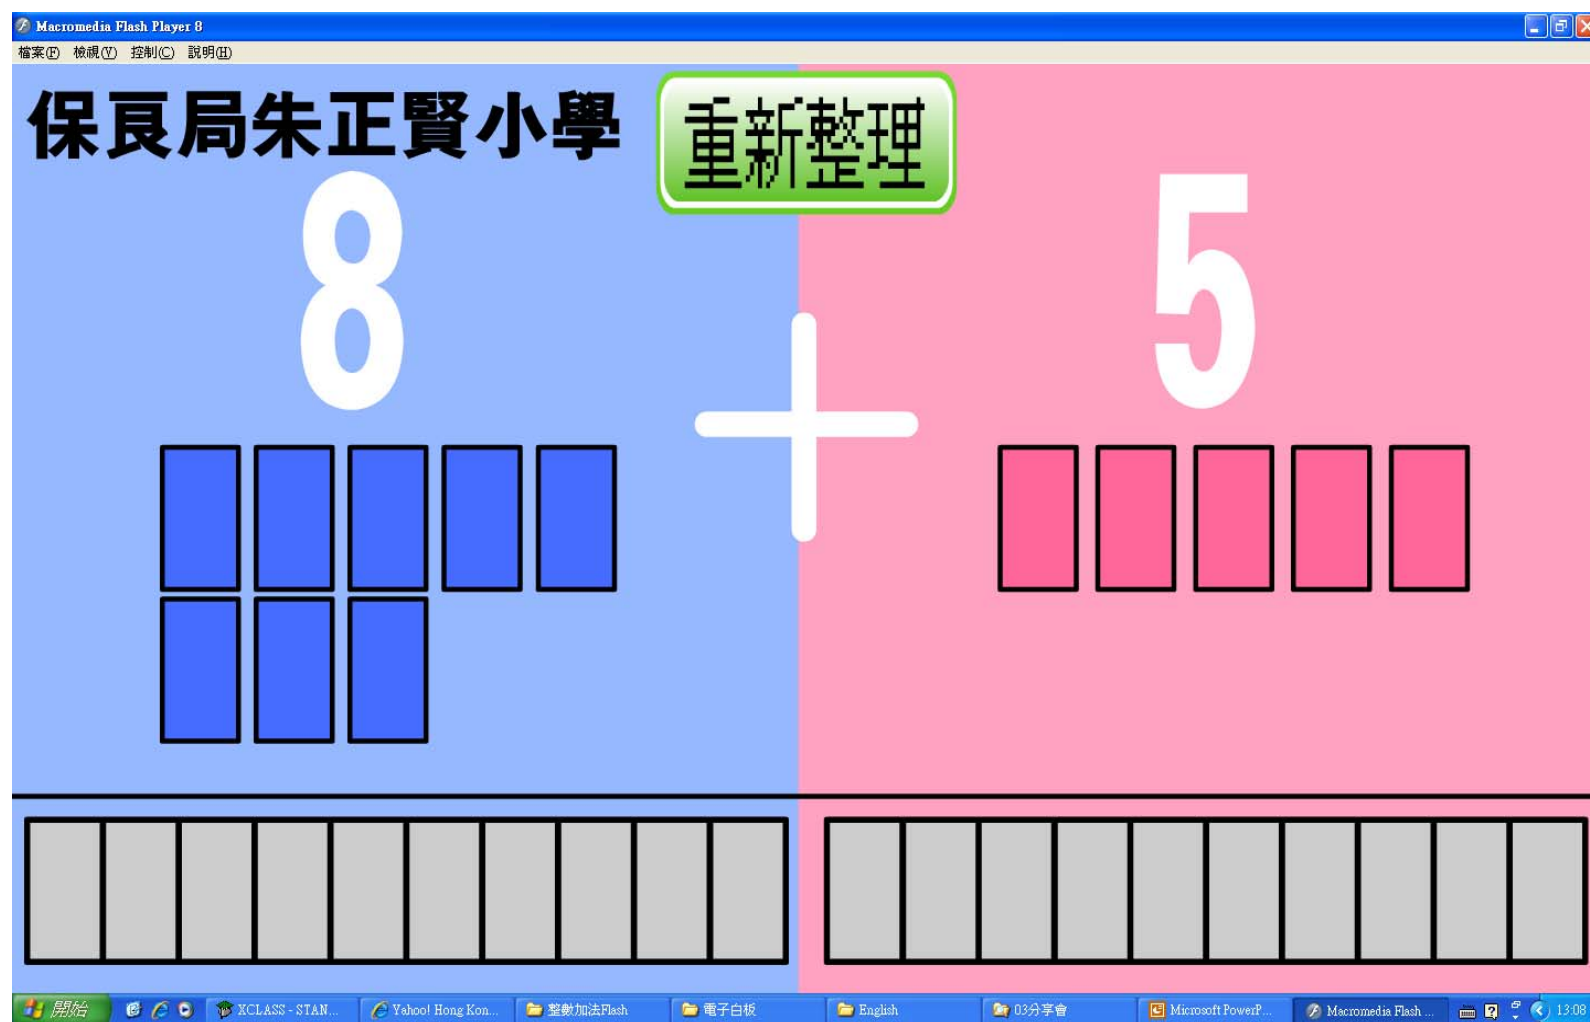 Macromedia Flash Player 8
檔案(F) 檢視(V) 控制(C) 說明(H)
保良局朱正賢小學
重新整理
8
+
5
開始
XCLASS - STAN...
Yahoo! Hong Kon...
整數加法Flash
電子白板
English
03分享會
Microsoft PowerP...
Macromedia Flash ...
13:08